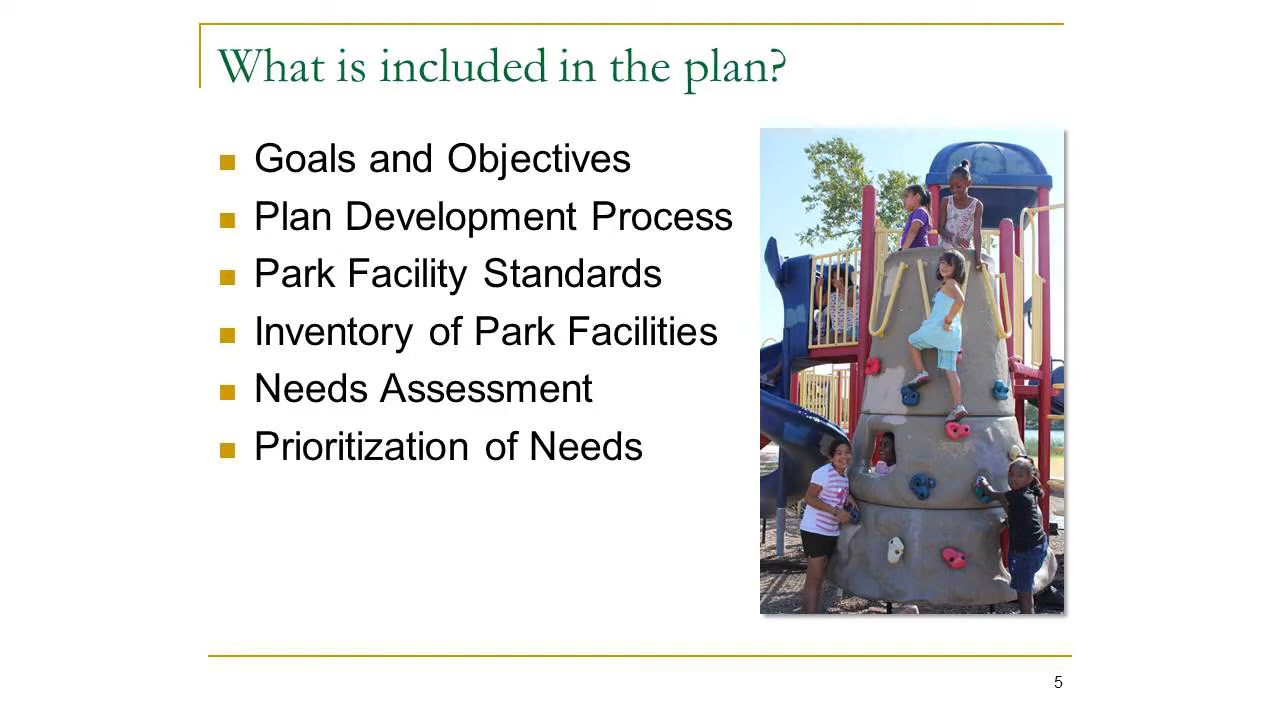 What is included in the plan?
Goals and Objectives
Plan Development Process
Park Facility Standards
Inventory of Park Facilities
Needs Assessment
Prioritization of Needs
5